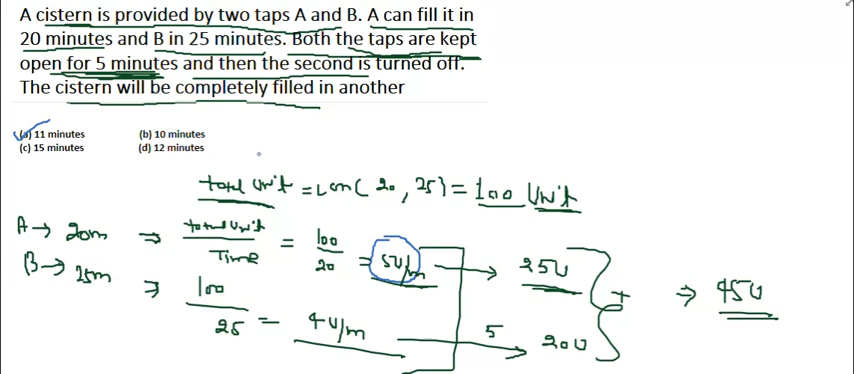 A cistern is provided by two taps A and B. A can fill it in
20 minutes and B in 25 minutes. Both the taps are kept
open for 5 minutes and then the second is turned off.
The cistern will be completely filled in another
(a) 11 minutes (b) 10 minutes
(c) 15 minutes (d) 12 minutes
total Unit = Lcm( 20, 25) = 100 Unit
A → 20m ⇒ total Unit / Time = 100 / 20 = 5U/m → 25U
B → 25m ⇒ 100 / 25 = 4U/m 5 → 20U
+ ⇒ 45U